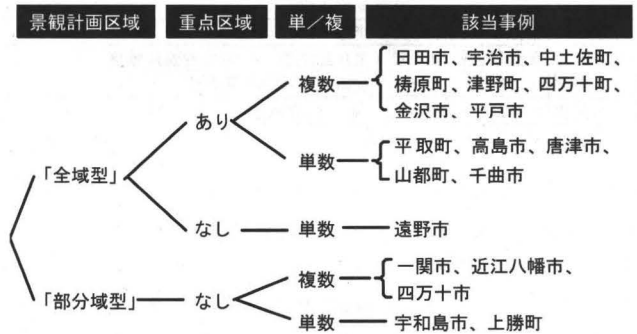 景観計画区域 重点区域 単／複 該当事例
「全域型」
あり
複数
日田市、宇治市、中土佐町、
梼原町、津野町、四万十町、
金沢市、平戸市
単数
平取町、高島市、唐津市、
山都町、千曲市
なし
単数
遠野市
「部分域型」
なし
複数
一関市、近江八幡市、
四万十市
単数
宇和島市、上勝町